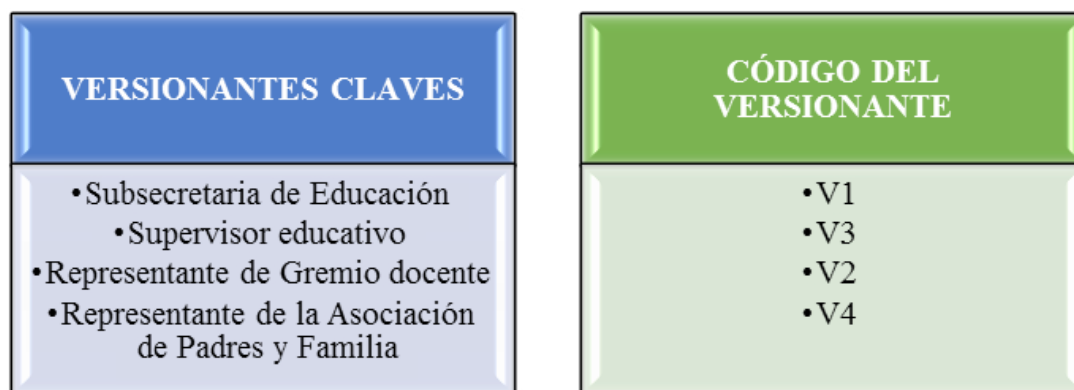 VERSIONANTES CLAVES
•Subsecretaria de Educación
•Supervisor educativo
•Representante de Gremio docente
•Representante de la Asociación
de Padres y Familia
CÓDIGO DEL
VERSIONANTE
•V1
•V3
•V2
•V4